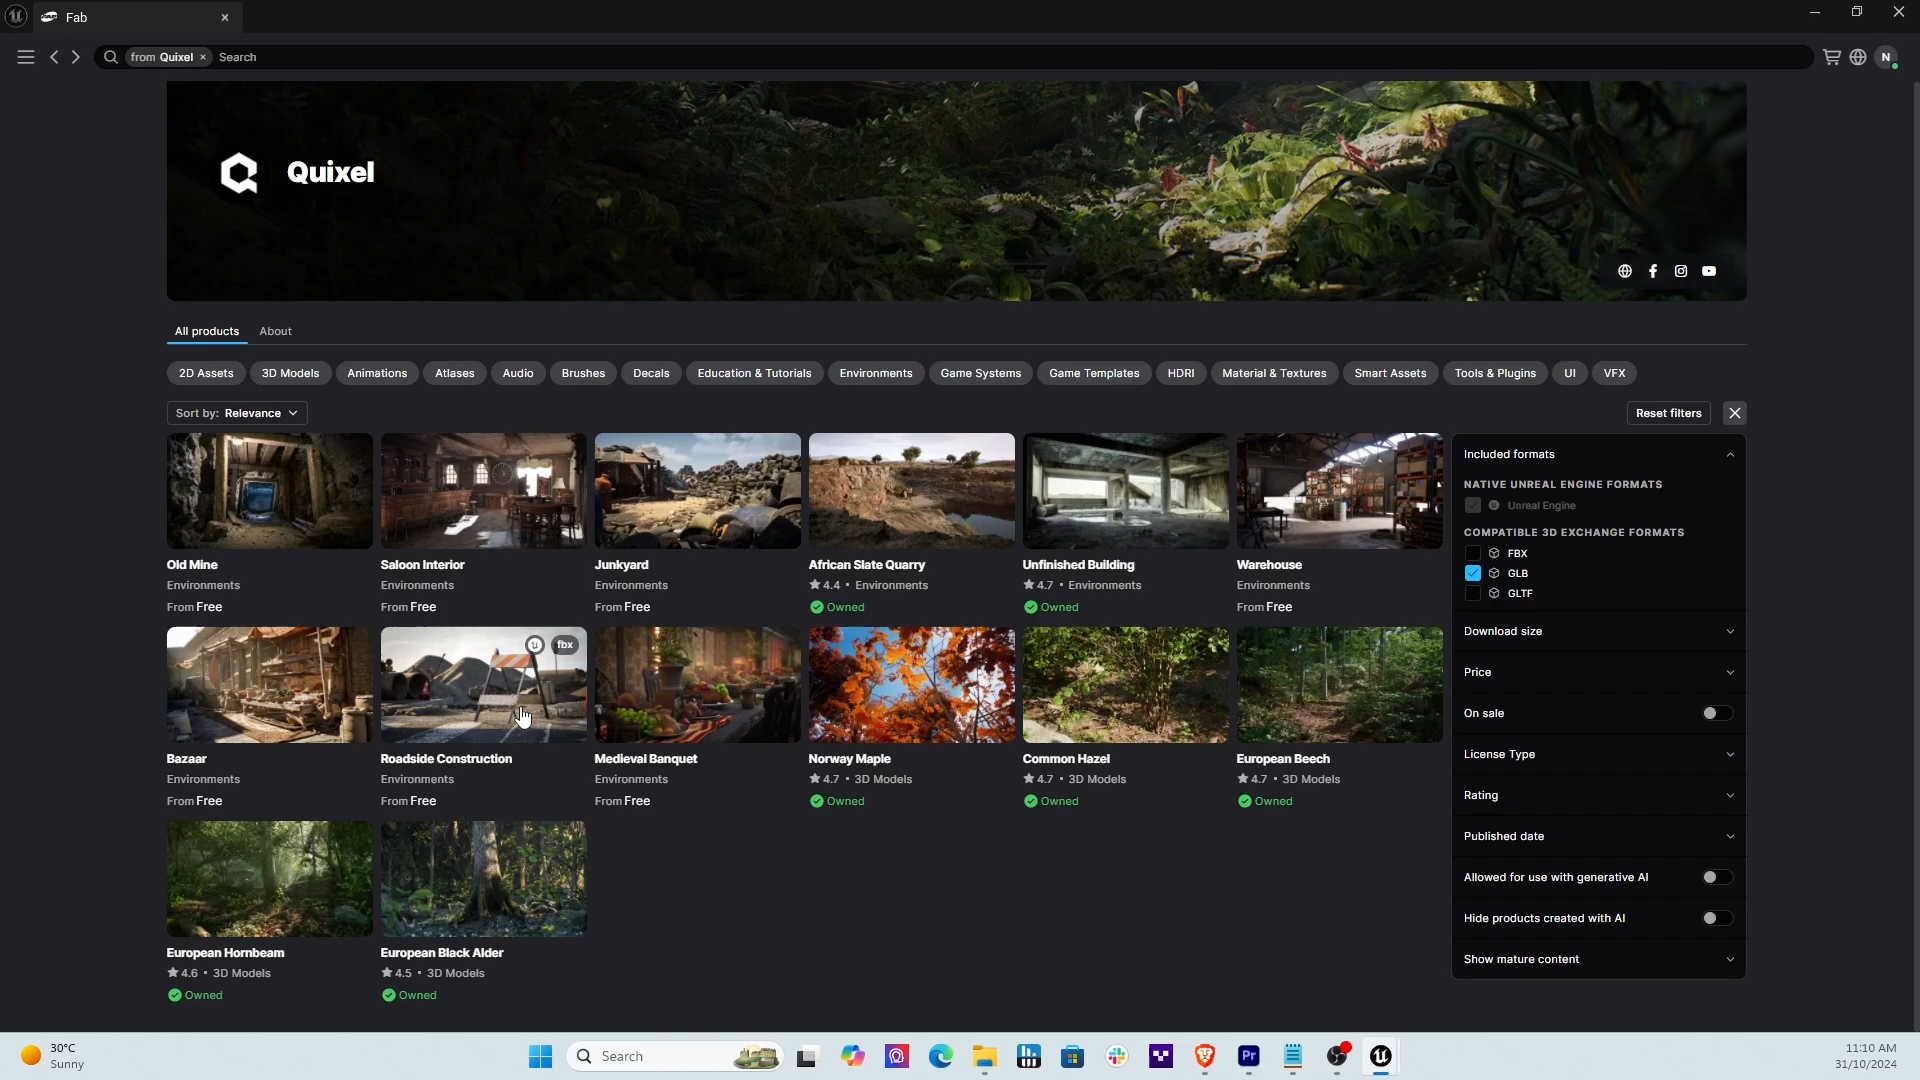 Fab
from Quixel × Search
N
Quixel
All products About
2D Assets 3D Models Animations Atlases Audio Brushes Decals Education & Tutorials Environments Game Systems Game Templates HDRI Material & Textures Smart Assets Tools & Plugins UI VFX
Sort by: Relevance
Reset filters
Old Mine
Environments
From Free
Saloon Interior
Environments
From Free
Junkyard
Environments
From Free
African Slate Quarry
4.4 • Environments
Owned
Unfinished Building
4.7 • Environments
Owned
Warehouse
Environments
From Free
fbx
Bazaar
Environments
From Free
Roadside Construction
Environments
From Free
Medieval Banquet
Environments
From Free
Norway Maple
4.7 • 3D Models
Owned
Common Hazel
4.7 • 3D Models
Owned
European Beech
4.7 • 3D Models
Owned
European Hornbeam
4.6 • 3D Models
Owned
European Black Alder
4.5 • 3D Models
Owned
Included formats
NATIVE UNREAL ENGINE FORMATS
Unreal Engine
COMPATIBLE 3D EXCHANGE FORMATS
FBX
GLB
GLTF
Download size
Price
On sale
License Type
Rating
Published date
Allowed for use with generative AI
Hide products created with AI
Show mature content
30°C
Sunny
Search
Pr
11:10 AM
31/10/2024